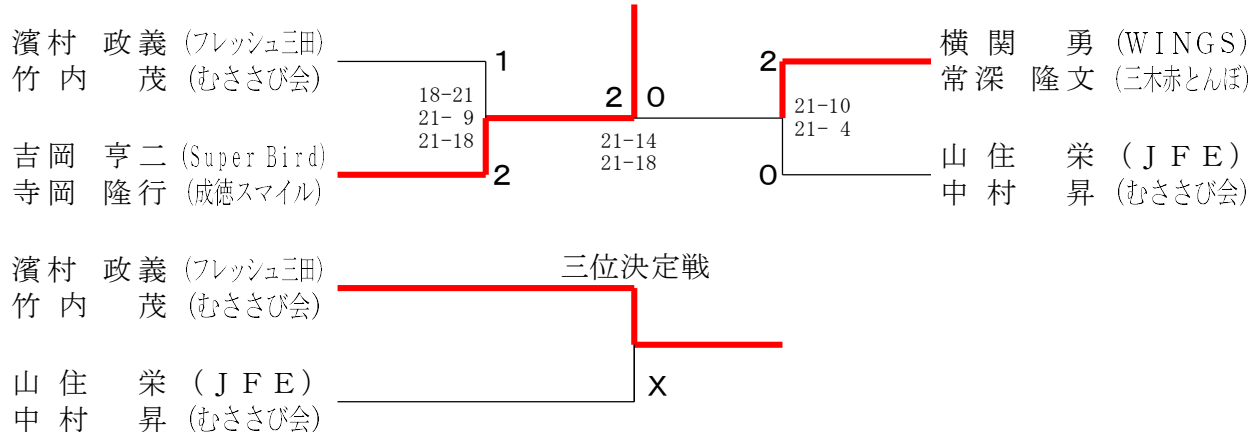 濱村 政義 (フレッシュ三田)
竹内 茂 (むささび会)
1
18-21
21- 9
21-18
吉岡 亨二 (Super Bird)
寺岡 隆行 (成徳スマイル)
2
2 0
21-14
21-18
横関 勇 (WINGS)
常深 隆文 (三木赤とんぼ)
2
21-10
21- 4
山住 栄 (JFE)
中村 昇 (むささび会)
0
三位決定戦
濱村 政義 (フレッシュ三田)
竹内 茂 (むささび会)
山住 栄 (JFE)
中村 昇 (むささび会)
X